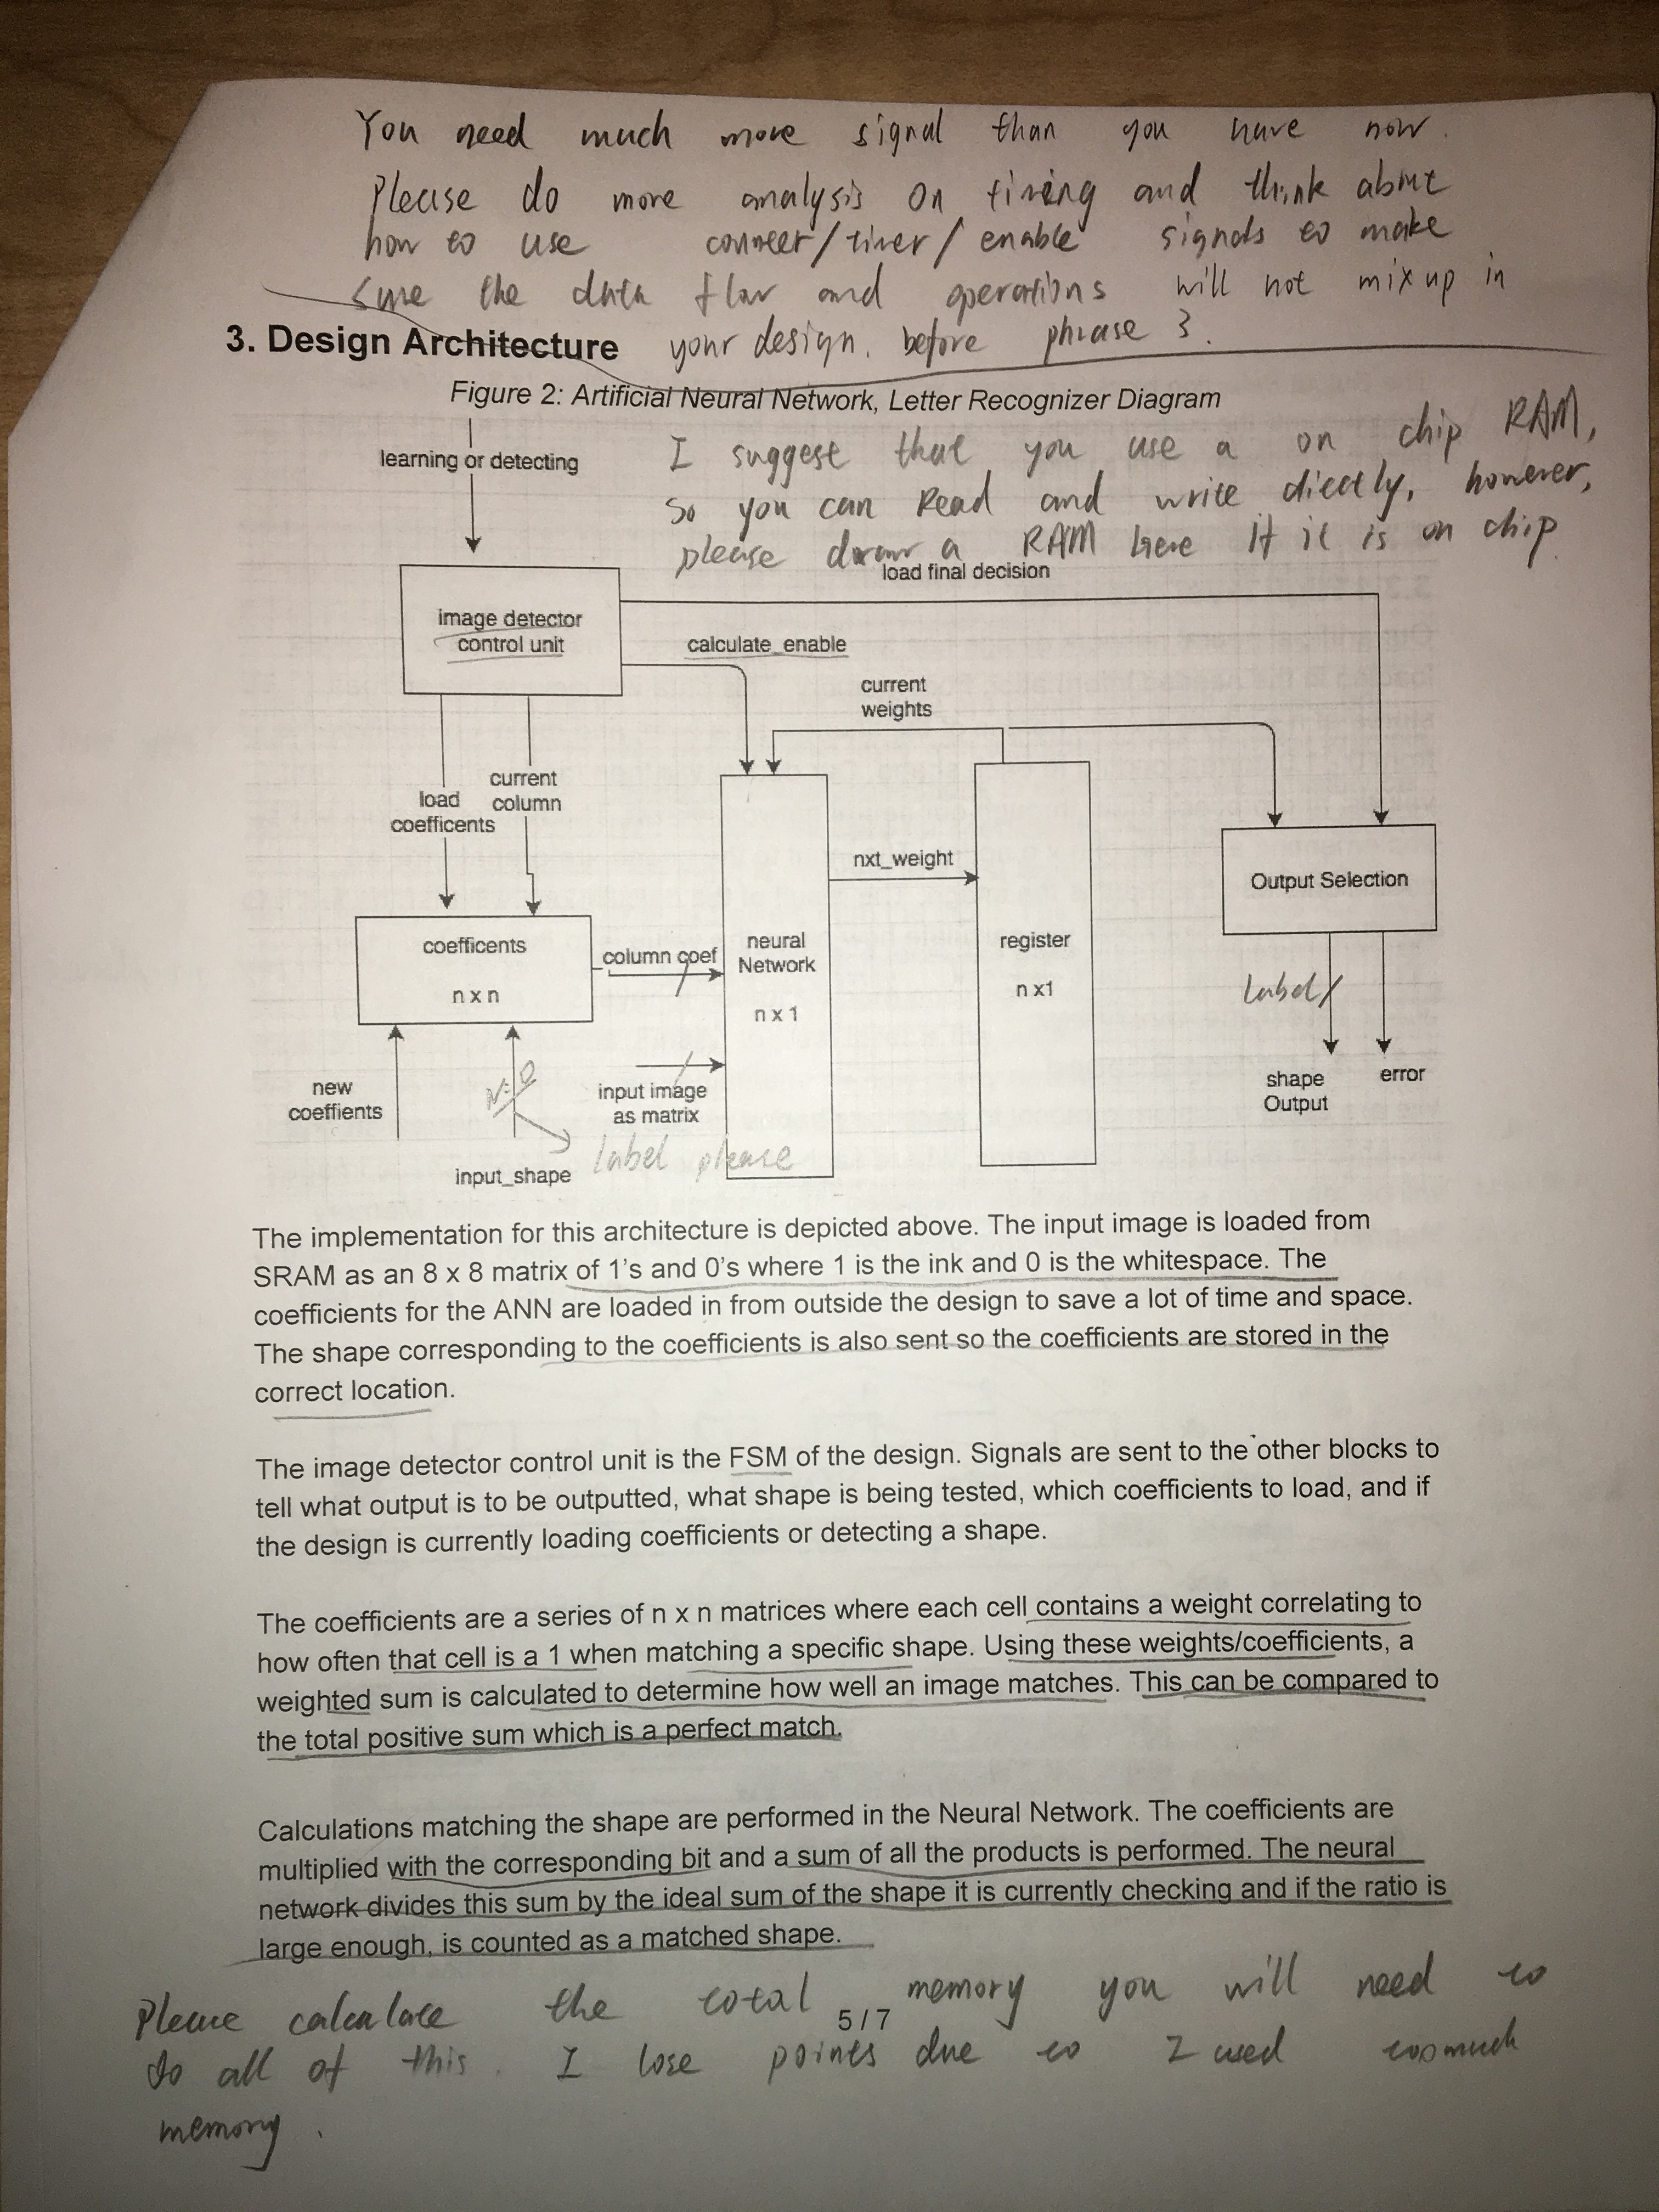 You need much more signal than you have now.
Please do more analysis on timing and think about
how to use counter/timer/enable signals to make
sure the data flow and operations will not mix up in
3. Design Architecture your design. before phrase 3.
Figure 2: Artificial Neural Network, Letter Recognizer Diagram
I suggest that you use a on chip RAM,
learning or detecting
So you can Read and write diectly, however,
please draw a RAM here If it is on chip
load final decision
image detector
control unit
calculate_enable
current
weights
current
column
load
coefficents
nxt_weight
Output Selection
coefficents
n x n
column coef
neural
Network
n x 1
register
n x1
Label
new
coeffients
input image
as matrix
shape
Output
error
label please
input_shape
The implementation for this architecture is depicted above. The input image is loaded from
SRAM as an 8 x 8 matrix of 1's and 0's where 1 is the ink and 0 is the whitespace. The
coefficients for the ANN are loaded in from outside the design to save a lot of time and space.
The shape corresponding to the coefficients is also sent so the coefficients are stored in the
correct location.
The image detector control unit is the FSM of the design. Signals are sent to the other blocks to
tell what output is to be outputted, what shape is being tested, which coefficients to load, and if
the design is currently loading coefficients or detecting a shape.
The coefficients are a series of n x n matrices where each cell contains a weight correlating to
how often that cell is a 1 when matching a specific shape. Using these weights/coefficients, a
weighted sum is calculated to determine how well an image matches. This can be compared to
the total positive sum which is a perfect match.
Calculations matching the shape are performed in the Neural Network. The coefficients are
multiplied with the corresponding bit and a sum of all the products is performed. The neural
network divides this sum by the ideal sum of the shape it is currently checking and if the ratio is
large enough, is counted as a matched shape.
Please calculate the total memory you will need to
5 / 7
do all of this. I lose points due to I used too much
memory.